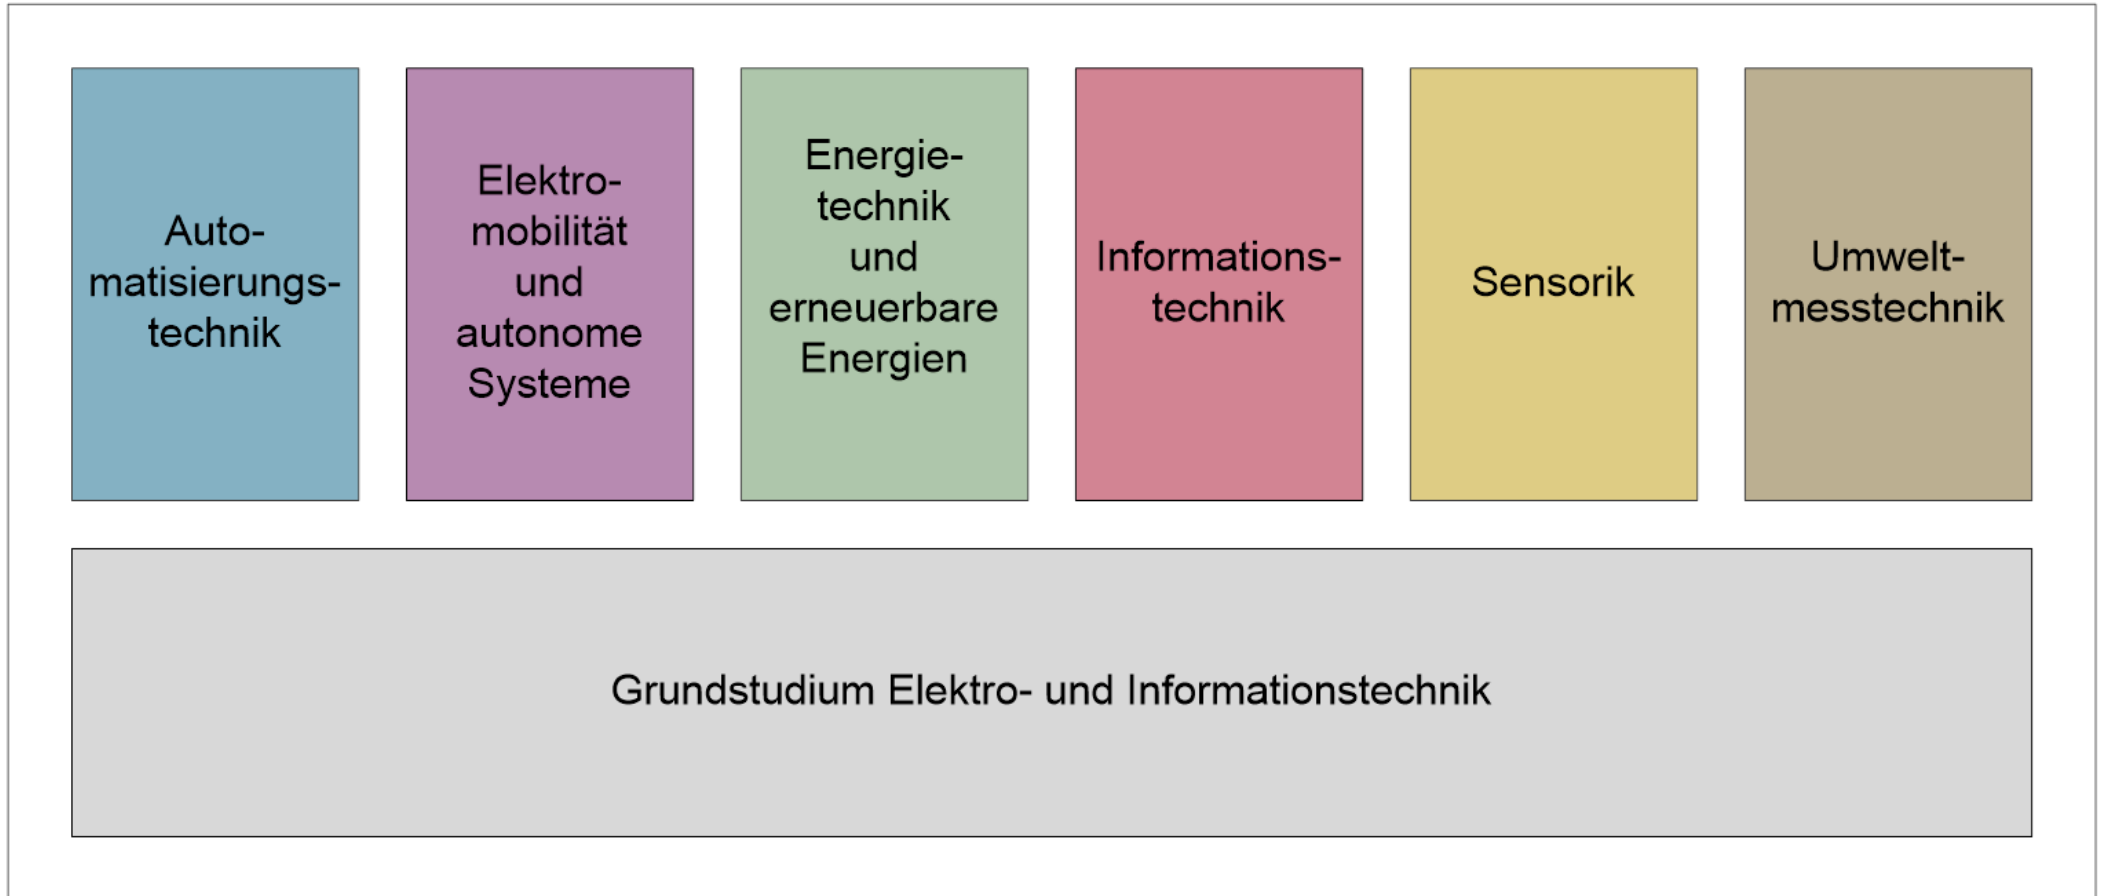 Auto-
matisierungs-
technik
Elektro-
mobilität
und
autonome
Systeme
Energie-
technik
und
erneuerbare
Energien
Informations-
technik
Sensorik
Umwelt-
messtechnik
Grundstudium Elektro- und Informationstechnik